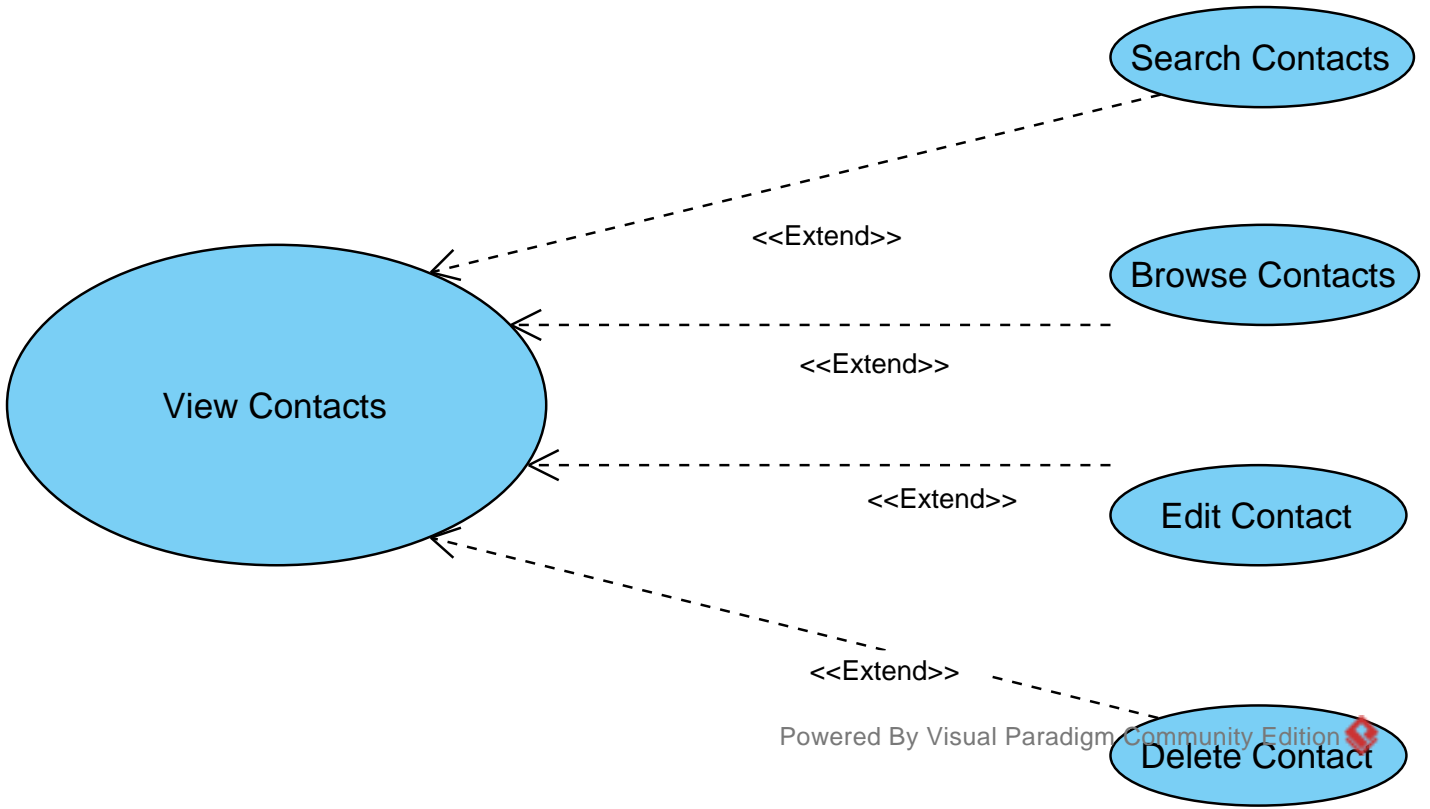 Search Contacts
<<Extend>>
Browse Contacts
<<Extend>>
View Contacts
<<Extend>>
Edit Contact
<<Extend>>
Powered By Visual Paradigm Community Edition
Delete Contact